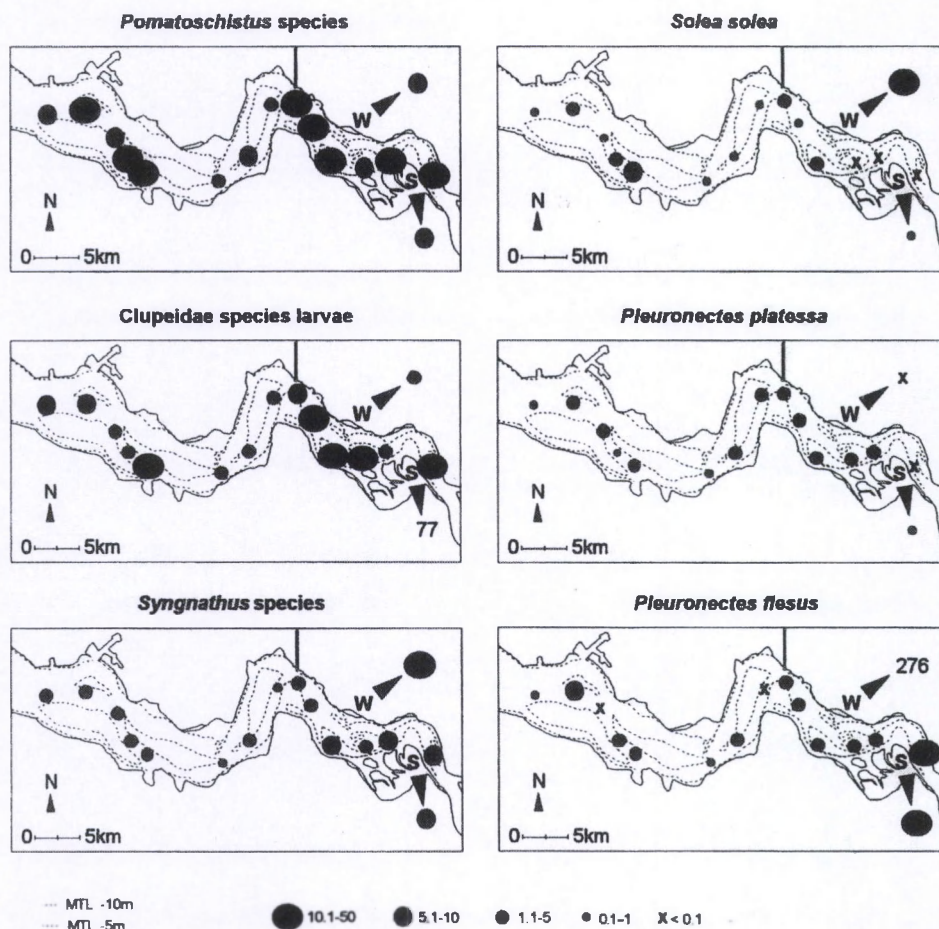 Pomatoschistus species
Solea solea
W
S
N
0 5km
W
S
N
0 5km
Clupeidae species larvae
Pleuronectes platessa
W
S
77
N
0 5km
x
W
S
x
N
0 5km
Syngnathus species
Pleuronectes flesus
W
S
N
0 5km
276
x
x
W
S
N
0 5km
MTL -10m
MTL -5m
10.1-50 5.1-10 1.1-5 0.1-1 x < 0.1